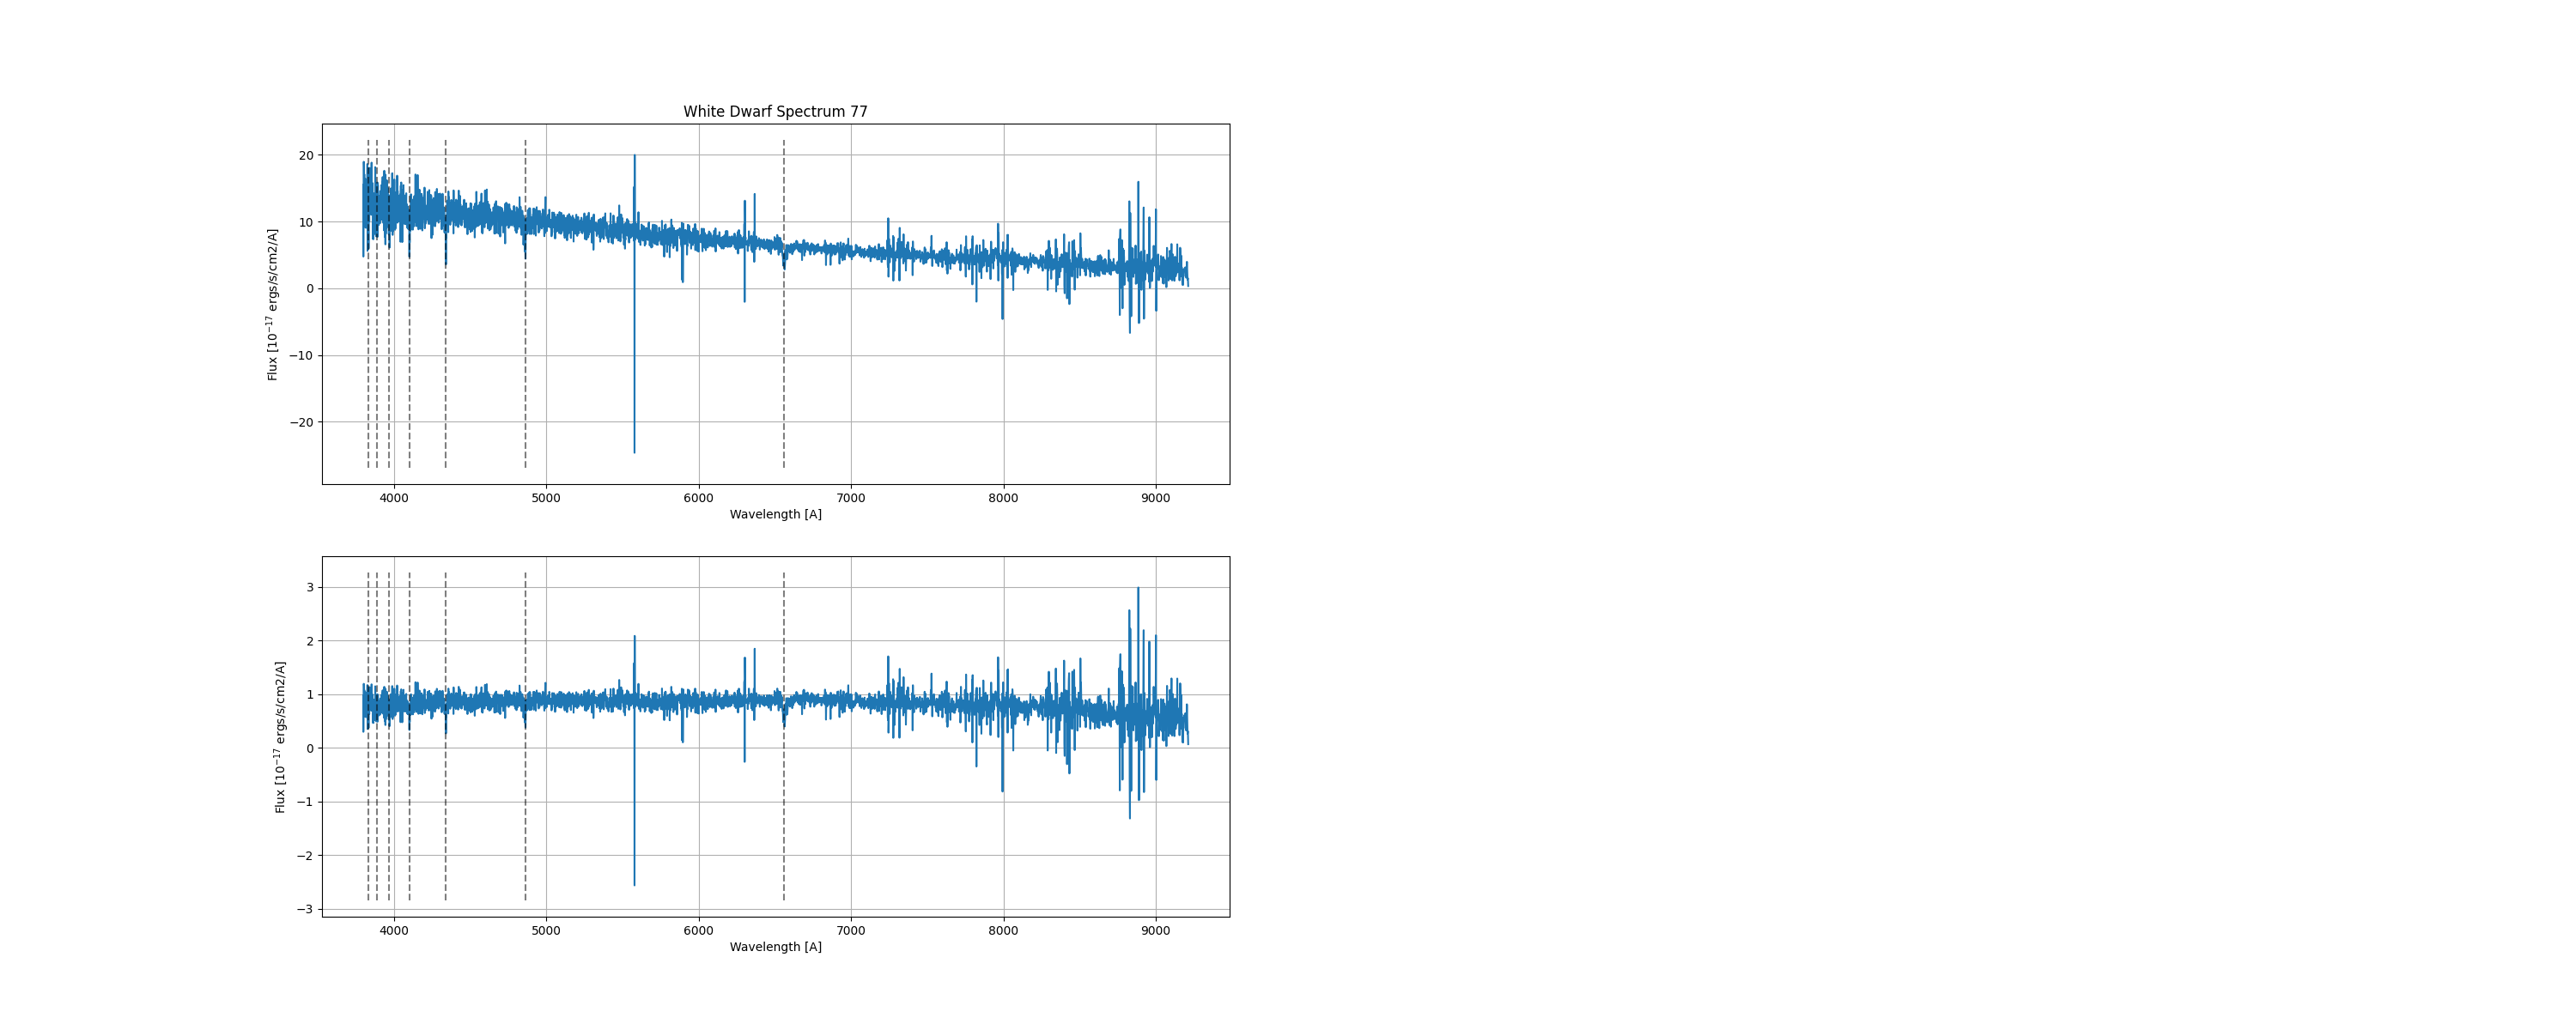 White Dwarf Spectrum 77
20
10
0
−10
−20
Flux [10⁻¹⁷ ergs/s/cm2/A]
4000 5000 6000 7000 8000 9000
Wavelength [A]
3
2
1
0
−1
−2
−3
Flux [10⁻¹⁷ ergs/s/cm2/A]
4000 5000 6000 7000 8000 9000
Wavelength [A]